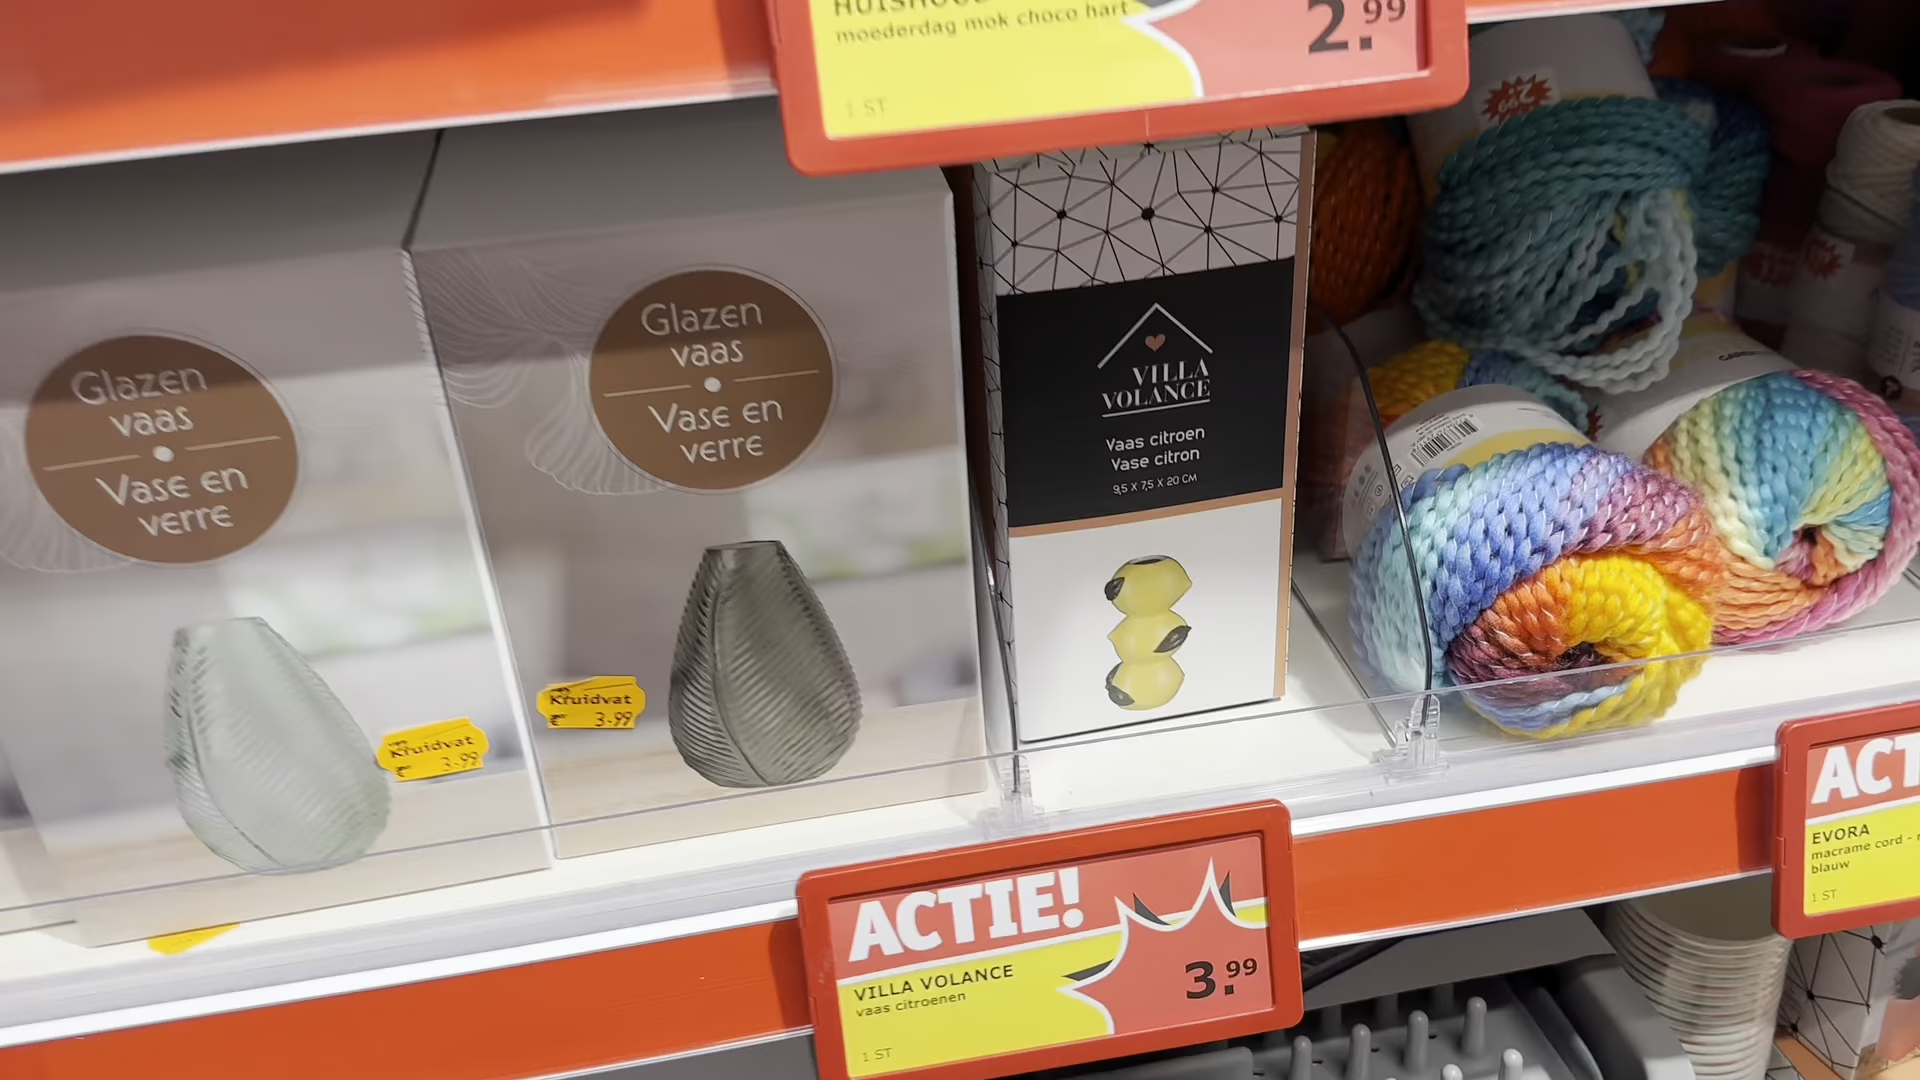 moederdag mok choco hart
2.99
1 ST
Glazen
vaas
Vase en
verre
Kruidvat
€ 3.99
Glazen
vaas
Vase en
verre
Kruidvat
€ 3-99
VILLA
VOLANCE
Vaas citroen
Vase citron
9,5 X 7,5 X 20 CM
ACTIE!
VILLA VOLANCE
vaas citroenen
3.99
1 ST
ACT
EVORA
macrame cord -
blauw
1 ST